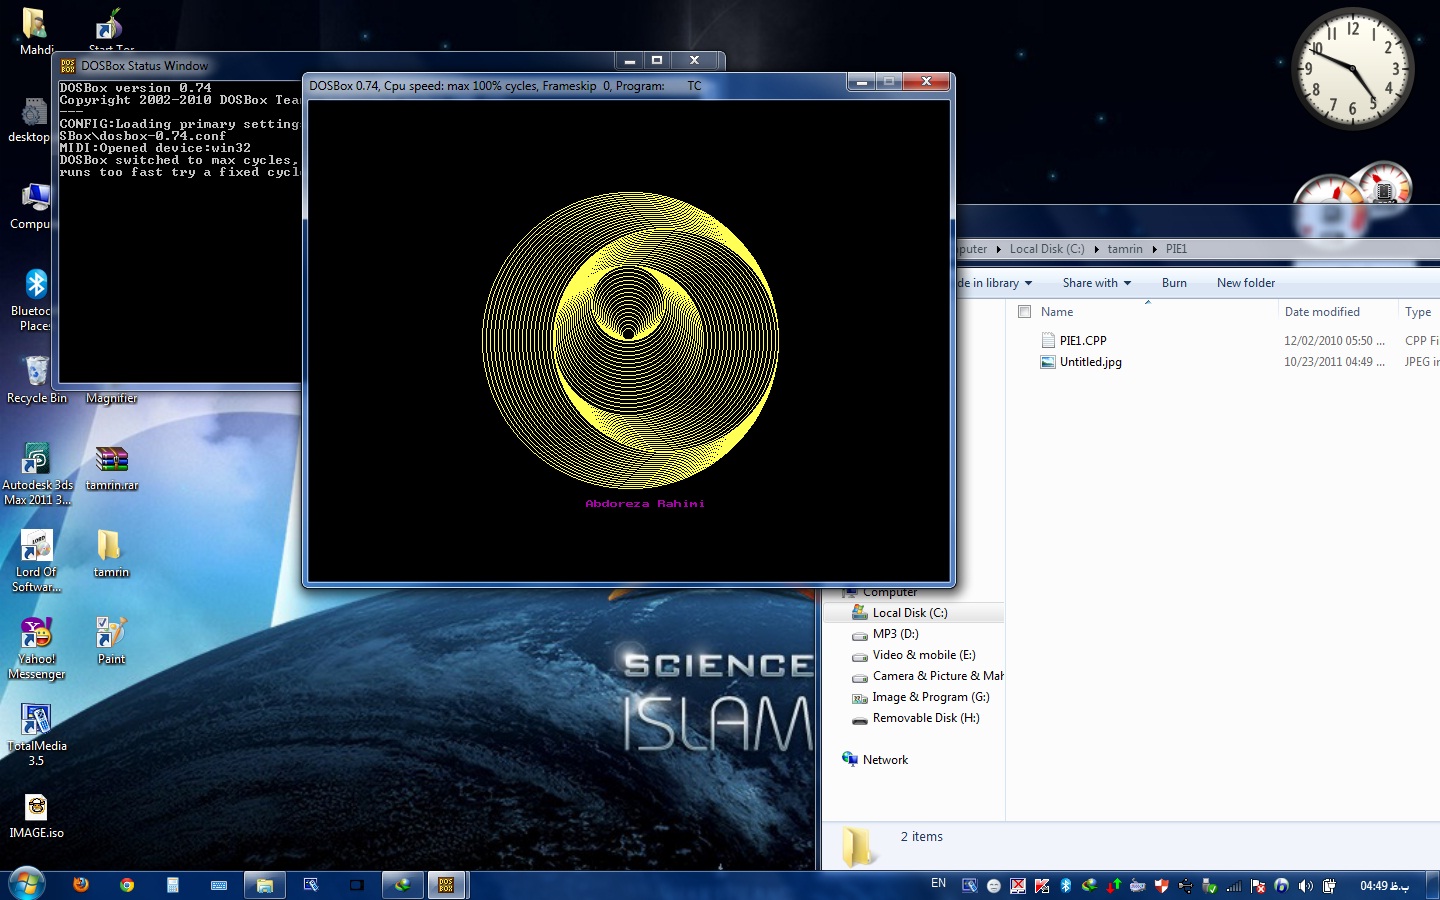 Mahdi
Start Tor
desktop
Compu
Bluetoo
Places
Recycle Bin
Magnifier
Autodesk 3ds
Max 2011 3...
tamrin.rar
Lord Of
Softwar...
tamrin
Yahoo!
Messenger
Paint
TotalMedia
3.5
IMAGE.iso
DOSBox Status Window
DOSBox version 0.74
Copyright 2002-2010 DOSBox Tea
---
CONFIG:Loading primary settings
SBox\dosbox-0.74.conf
MIDI:Opened device:win32
DOSBox switched to max cycles,
runs too fast try a fixed cycl
DOSBox 0.74, Cpu speed: max 100% cycles, Frameskip 0, Program: TC
Abdoreza Rahimi
SCIENCE
ISLAM
12
10
9
8
7
6
5
4
3
2
1
puter ▸ Local Disk (C:) ▸ tamrin ▸ PIE1
de in library Share with Burn New folder
Name Date modified Type
PIE1.CPP 12/02/2010 05:50 ... CPP Fi
Untitled.jpg 10/23/2011 04:49 ... JPEG in
Computer
Local Disk (C:)
MP3 (D:)
Video & mobile (E:)
Camera & Picture & Mah
Image & Program (G:)
Removable Disk (H:)
Network
2 items
DOS
BOX
EN
04:49 ب.ظ